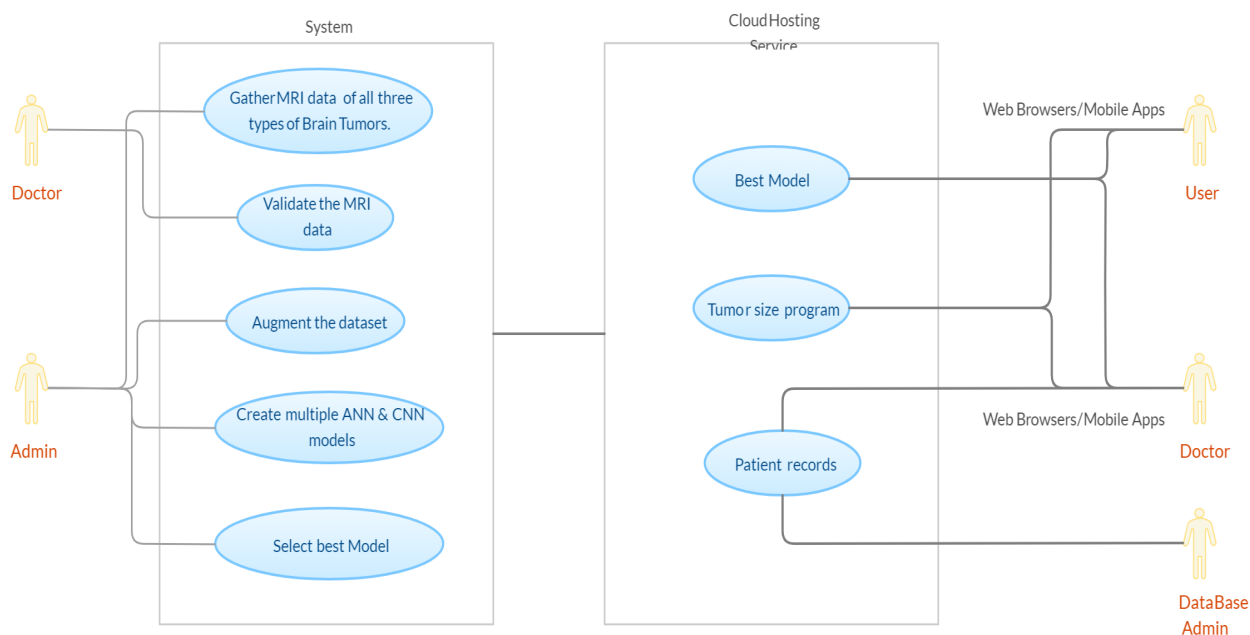 System
Cloud Hosting
Service
Gather MRI data of all three
types of Brain Tumors.
Web Browsers/Mobile Apps
Best Model
Doctor
User
Validate the MRI
data
Augment the dataset
Tumor size program
Create multiple ANN & CNN
models
Web Browsers/Mobile Apps
Admin
Doctor
Patient records
Select best Model
DataBase
Admin